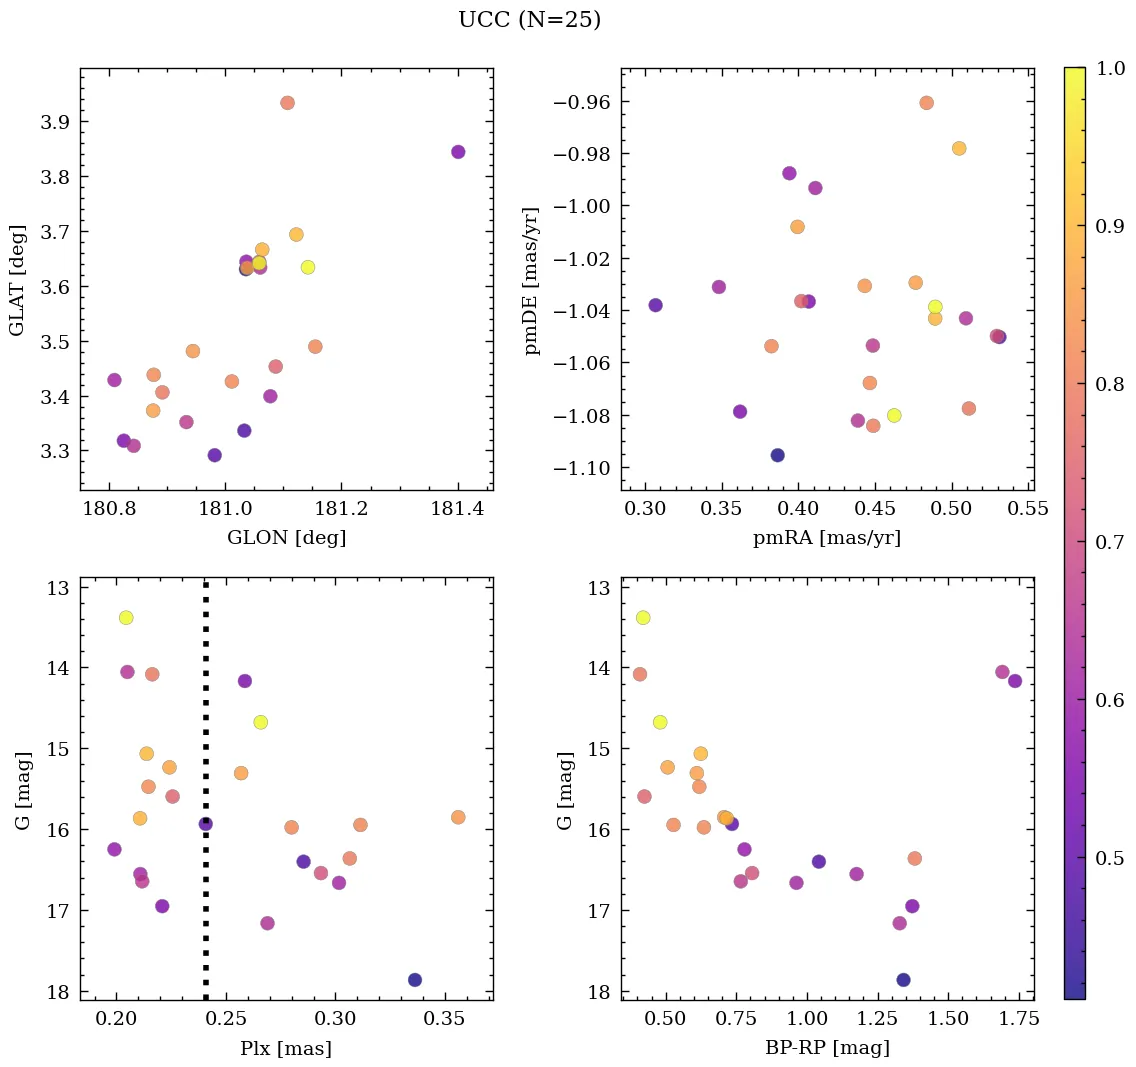 UCC (N=25)
3.9
3.8
3.7
3.6
3.5
3.4
3.3
GLAT [deg]
180.8 181.0 181.2 181.4
GLON [deg]
−0.96
−0.98
−1.00
−1.02
−1.04
−1.06
−1.08
−1.10
pmDE [mas/yr]
0.30 0.35 0.40 0.45 0.50 0.55
pmRA [mas/yr]
13
14
15
16
17
18
G [mag]
0.20 0.25 0.30 0.35
Plx [mas]
13
14
15
16
17
18
G [mag]
0.50 0.75 1.00 1.25 1.50 1.75
BP-RP [mag]
1.0
0.9
0.8
0.7
0.6
0.5